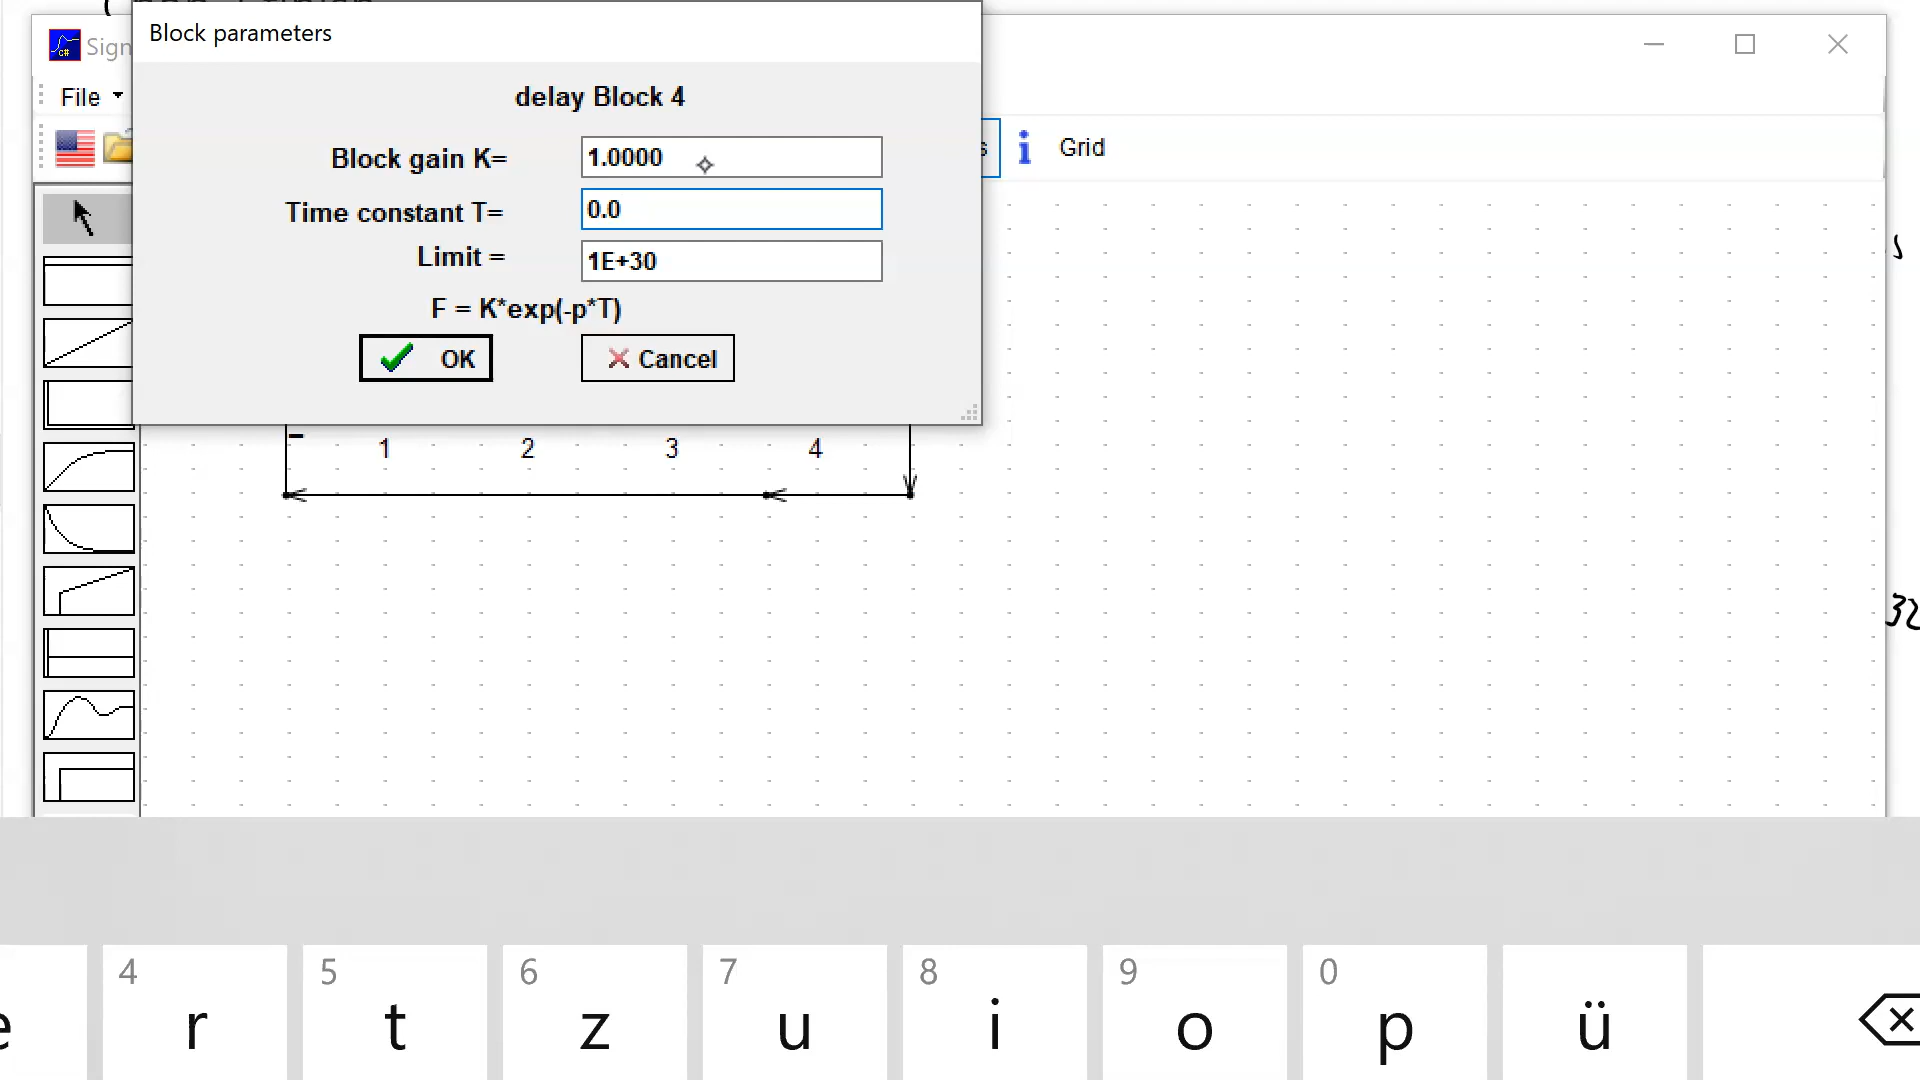 Block parameters
Sign
File
delay Block 4
Block gain K=
1.0000
Time constant T=
0.0
Limit =
1E+30
F = K*exp(-p*T)
OK
Cancel
s
Grid
1
2
3
4
32
4
5
6
7
8
9
0
e
r
t
z
u
i
o
p
ü